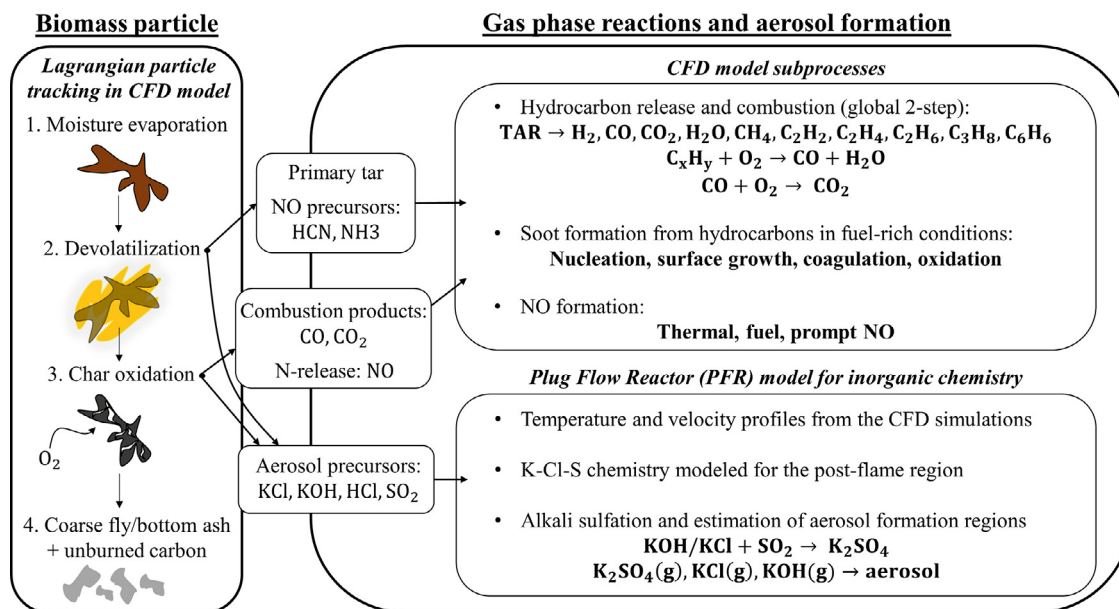 Biomass particle
Lagrangian particle
tracking in CFD model
1. Moisture evaporation
2. Devolatilization
3. Char oxidation
O₂
4. Coarse fly/bottom ash
+ unburned carbon
Primary tar
NO precursors:
HCN, NH3
Combustion products:
CO, CO₂
N-release: NO
Aerosol precursors:
KCl, KOH, HCl, SO₂
Gas phase reactions and aerosol formation
CFD model subprocesses
• Hydrocarbon release and combustion (global 2-step):
TAR → H₂, CO, CO₂, H₂O, CH₄, C₂H₂, C₂H₄, C₂H₆, C₃H₈, C₆H₆
CₓHᵧ + O₂ → CO + H₂O
CO + O₂ → CO₂
• Soot formation from hydrocarbons in fuel-rich conditions:
Nucleation, surface growth, coagulation, oxidation
• NO formation:
Thermal, fuel, prompt NO
Plug Flow Reactor (PFR) model for inorganic chemistry
• Temperature and velocity profiles from the CFD simulations
• K-Cl-S chemistry modeled for the post-flame region
• Alkali sulfation and estimation of aerosol formation regions
KOH/KCl + SO₂ → K₂SO₄
K₂SO₄(g), KCl(g), KOH(g) → aerosol